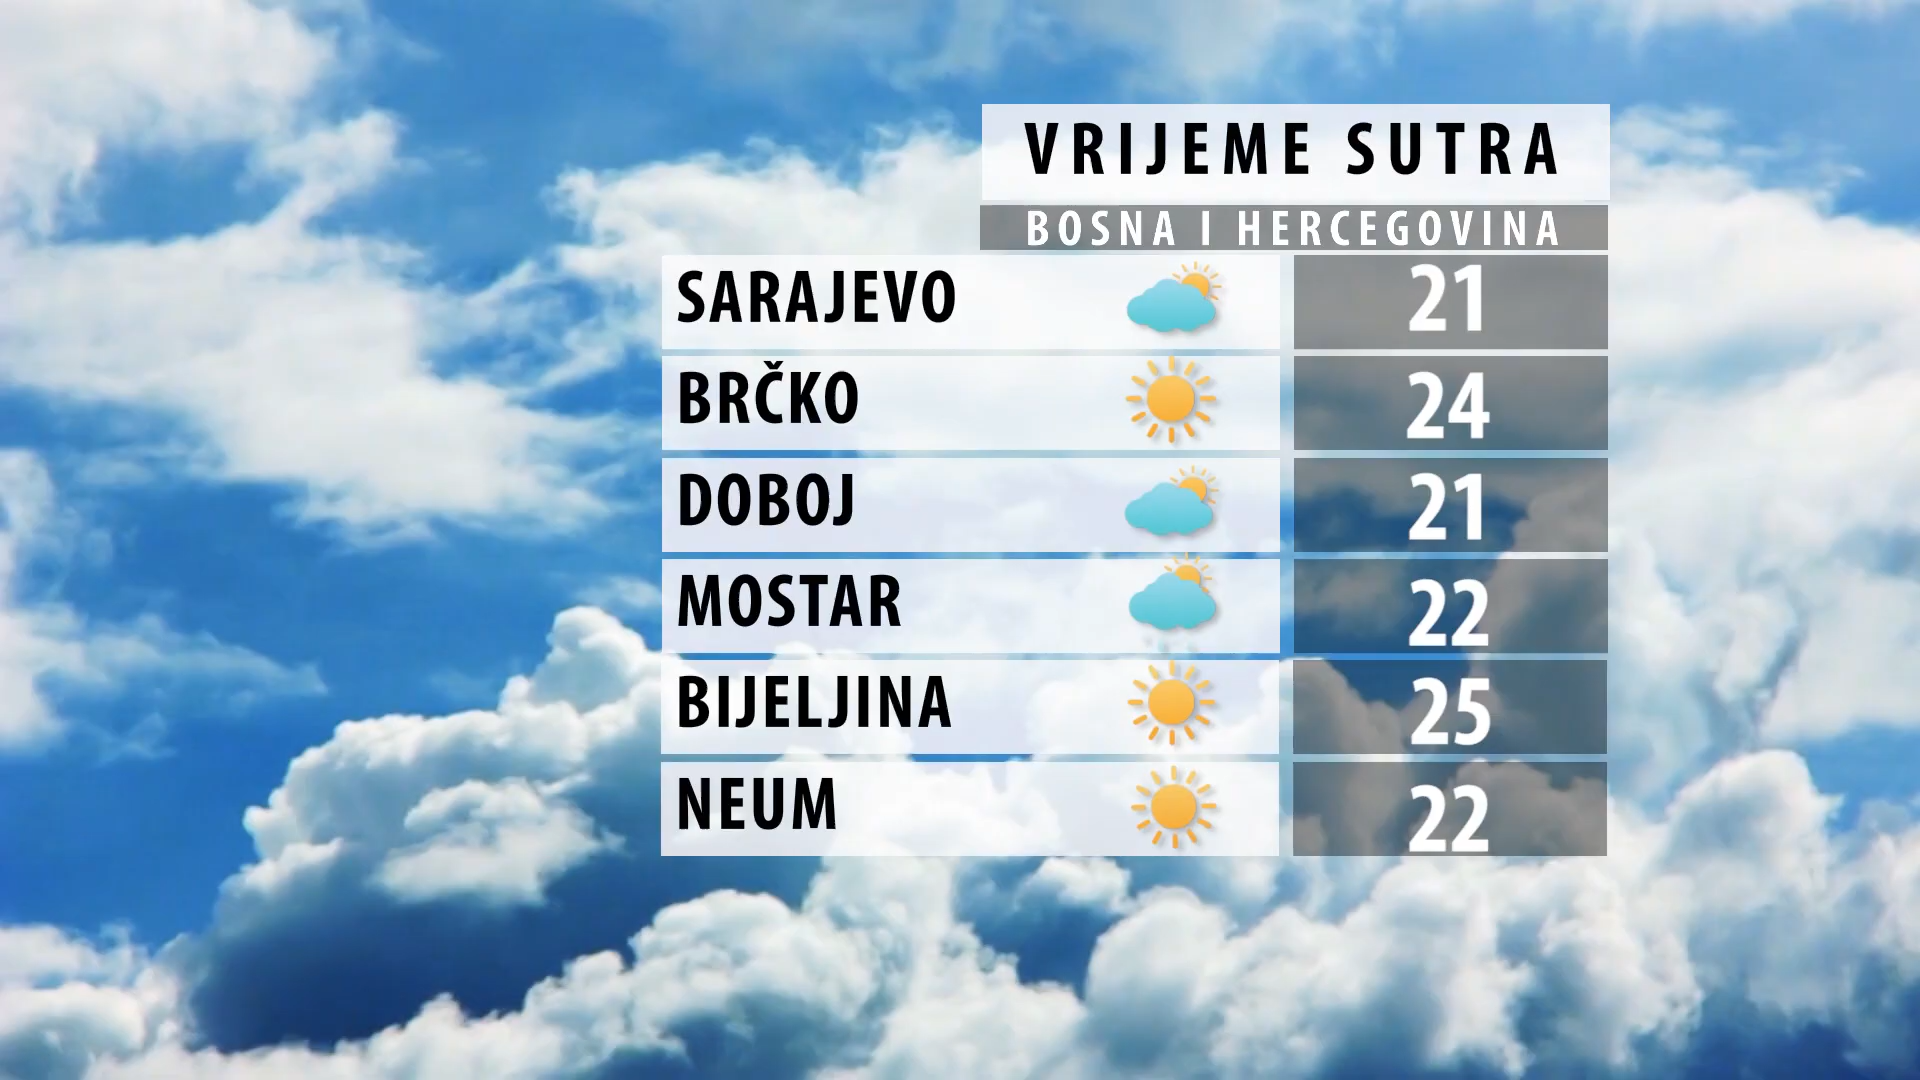 VRIJEME SUTRA
BOSNA I HERCEGOVINA
SARAJEVO 21
BRČKO 24
DOBOJ 21
MOSTAR 22
BIJELJINA 25
NEUM 22